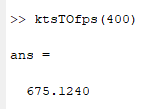 >> ktsTOfps(400)
ans =
675.1240